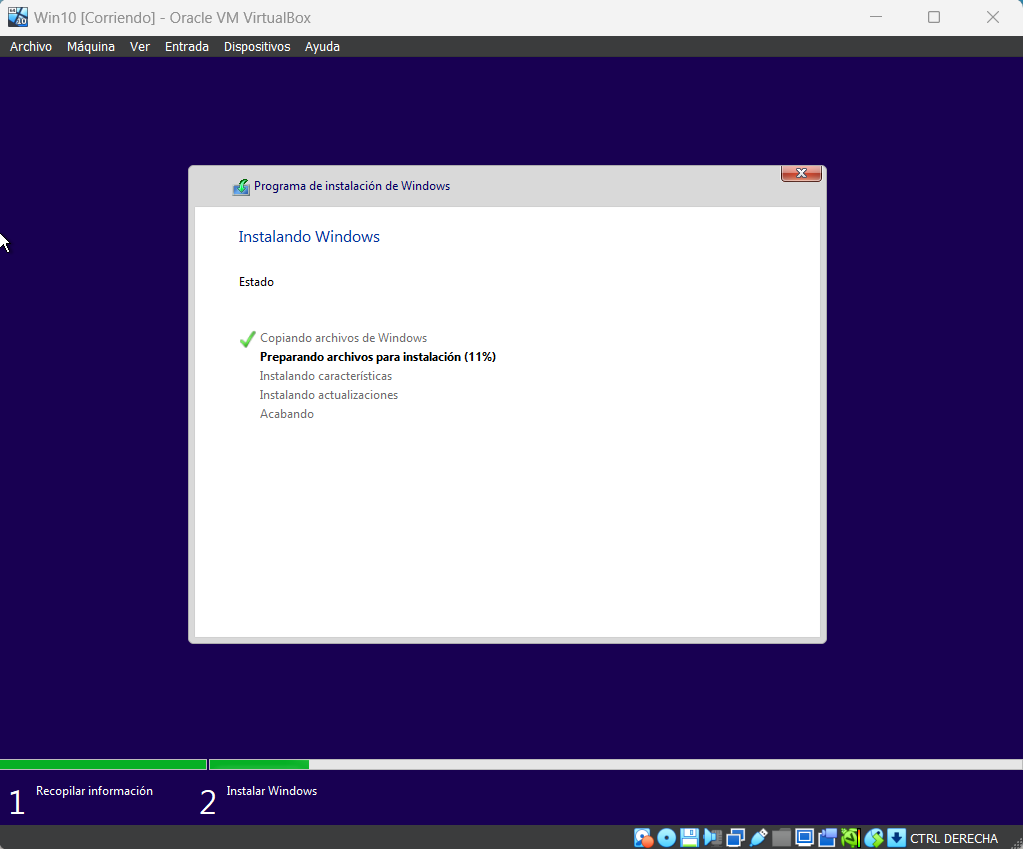 Win10 [Corriendo] - Oracle VM VirtualBox
Archivo Máquina Ver Entrada Dispositivos Ayuda
Programa de instalación de Windows
Instalando Windows
Estado
Copiando archivos de Windows
Preparando archivos para instalación (11%)
Instalando características
Instalando actualizaciones
Acabando
1 Recopilar información 2 Instalar Windows
CTRL DERECHA